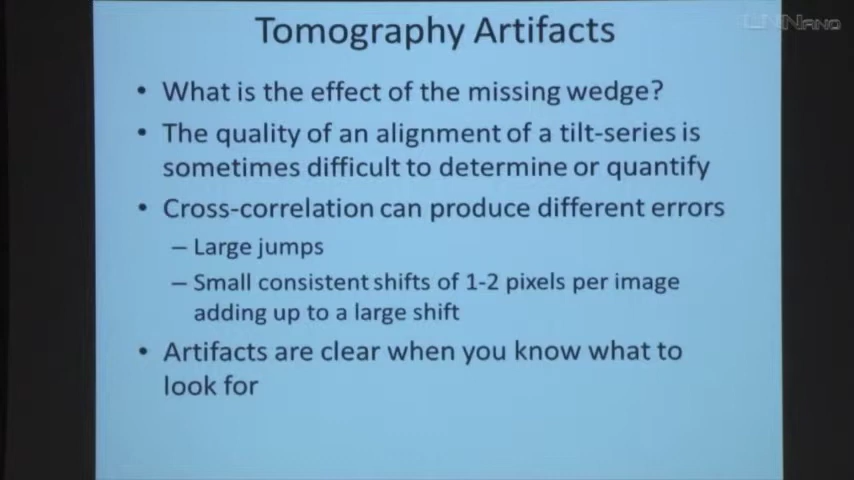 LNNano
Tomography Artifacts
• What is the effect of the missing wedge?
• The quality of an alignment of a tilt-series is
sometimes difficult to determine or quantify
• Cross-correlation can produce different errors
– Large jumps
– Small consistent shifts of 1-2 pixels per image
adding up to a large shift
• Artifacts are clear when you know what to
look for